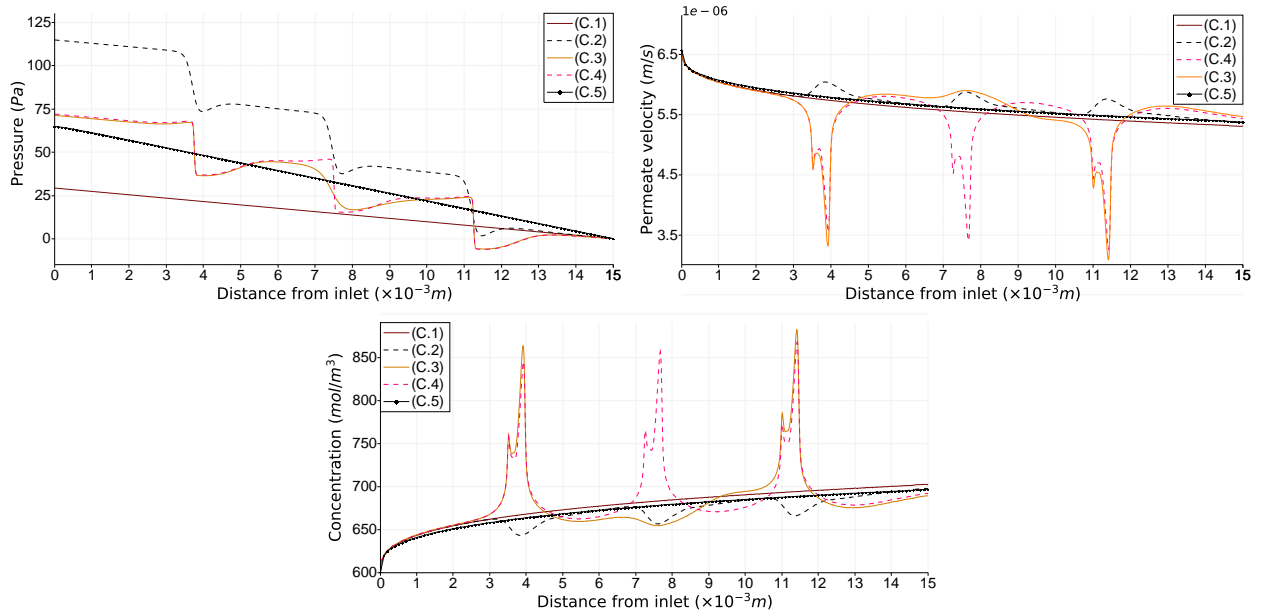 125
100
75
50
25
0
Pressure (Pa)
0 1 2 3 4 5 6 7 8 9 10 11 12 13 14 15
Distance from inlet (×10⁻³m)
(C.1)
(C.2)
(C.3)
(C.4)
(C.5)
1e−06
6.5
5.5
4.5
3.5
Permeate velocity (m/s)
0 1 2 3 4 5 6 7 8 9 10 11 12 13 14 15
Distance from inlet (×10⁻³m)
(C.1)
(C.2)
(C.4)
(C.3)
(C.5)
850
800
750
700
650
600
Concentration (mol/m³)
0 1 2 3 4 5 6 7 8 9 10 11 12 13 14 15
Distance from inlet (×10⁻³m)
(C.1)
(C.2)
(C.3)
(C.4)
(C.5)